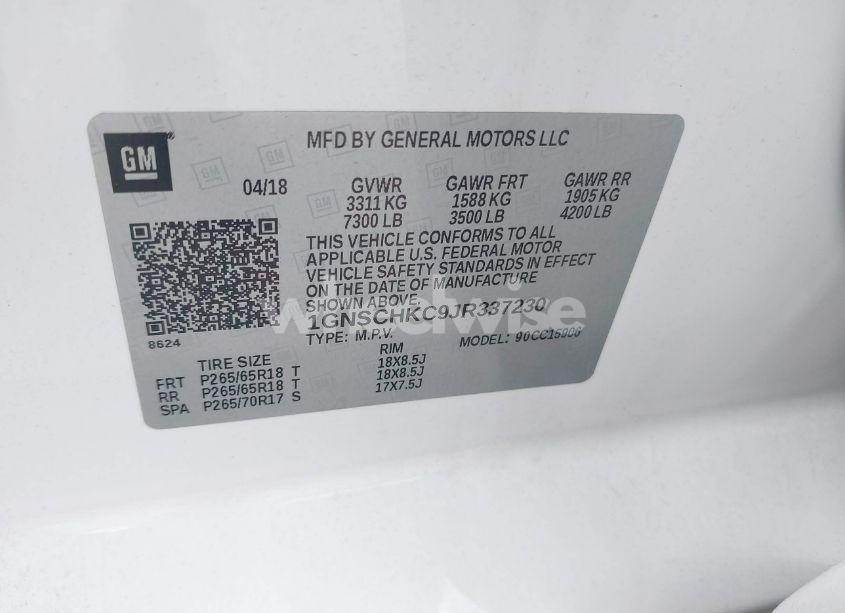 GM
MFD BY GENERAL MOTORS LLC
04/18 GVWR GAWR FRT GAWR RR
3311 KG 1588 KG 1905 KG
7300 LB 3500 LB 4200 LB
THIS VEHICLE CONFORMS TO ALL
APPLICABLE U.S. FEDERAL MOTOR
VEHICLE SAFETY STANDARDS IN EFFECT
ON THE DATE OF MANUFACTURE
SHOWN ABOVE.
1GNSCHKC9JR337230
TYPE: M.P.V. MODEL:
8624
TIRE SIZE RIM
FRT P265/65R18 T 18X8.5J
RR P265/65R18 T 18X8.5J
SPA P265/70R17 S 17X7.5J